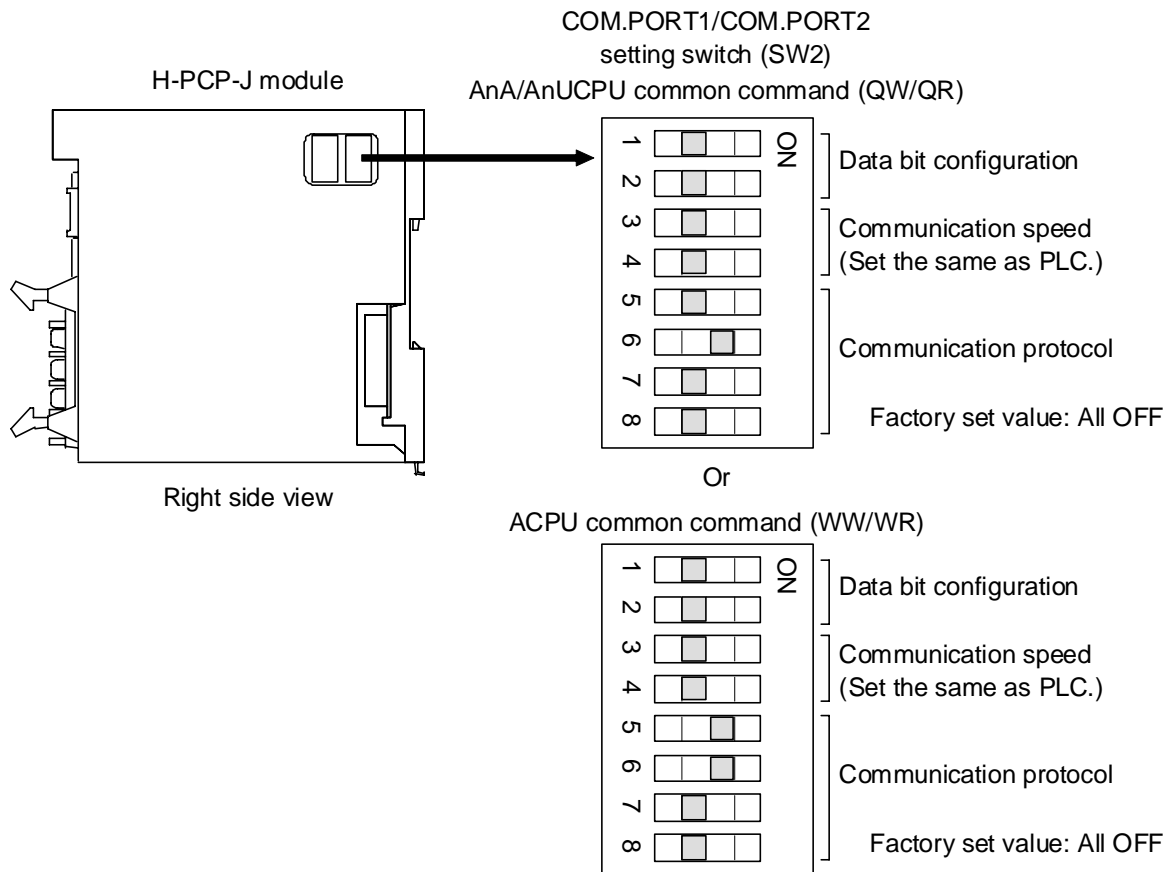 COM.PORT1/COM.PORT2
setting switch (SW2)
H-PCP-J module
AnA/AnUCPU common command (QW/QR)
ON
1
2
3
4
5
6
7
8
Data bit configuration
Communication speed
(Set the same as PLC.)
Communication protocol
Factory set value: All OFF
Right side view
Or
ACPU common command (WW/WR)
ON
1
2
3
4
5
6
7
8
Data bit configuration
Communication speed
(Set the same as PLC.)
Communication protocol
Factory set value: All OFF